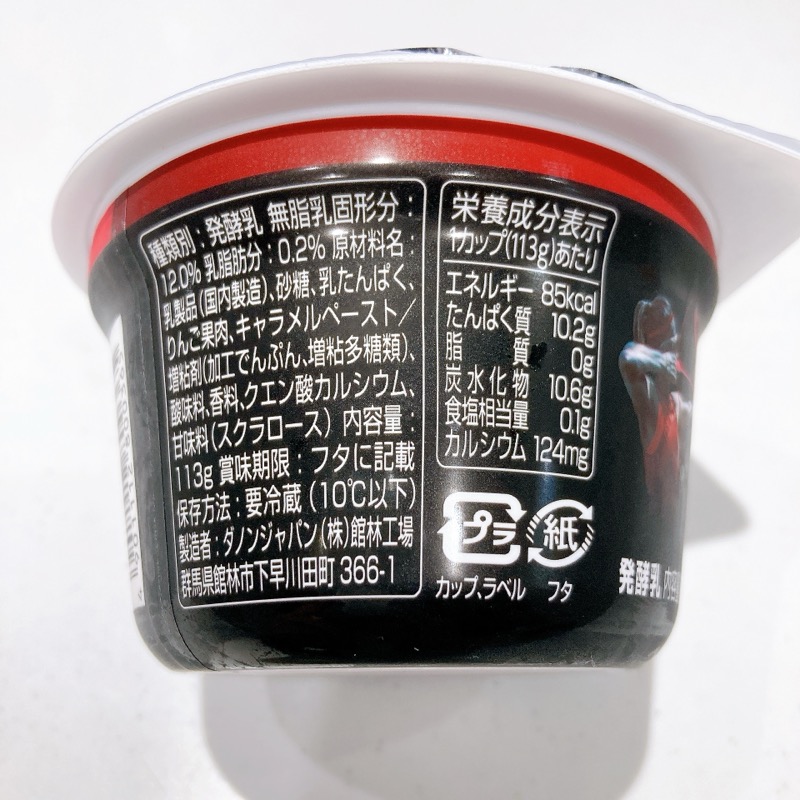 種類別：発酵乳 無脂乳固形分：
12.0% 乳脂肪分：0.2% 原材料名：
乳製品(国内製造)、砂糖、乳たんぱく、
りんご果肉、キャラメルペースト/
増粘剤(加工でんぷん、増粘多糖類)、
酸味料、香料、クエン酸カルシウム、
甘味料(スクラロース) 内容量：
113g 賞味期限：フタに記載
保存方法：要冷蔵(10℃以下)
製造者：ダノンジャパン(株)館林工場
群馬県館林市下早川田町 366-1
栄養成分表示
1カップ(113g)あたり
エネルギー 85kcal
たんぱく質 10.2g
脂質 0g
炭水化物 10.6g
食塩相当量 0.1g
カルシウム 124mg
プラ 紙
カップ、ラベル フタ
発酵乳